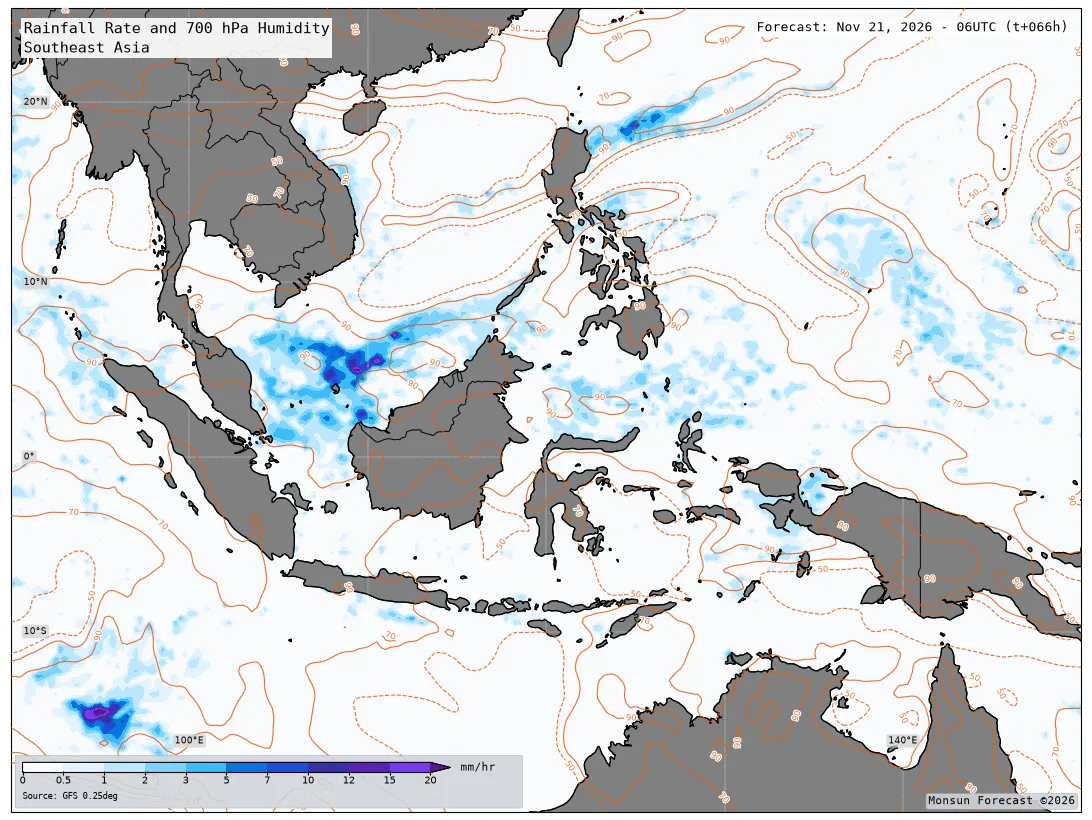 Rainfall Rate and 700 hPa Humidity
Southeast Asia
Forecast: Nov 21, 2026 - 06UTC (t+066h)
20°N
10°N
0°
10°S
100°E
140°E
mm/hr
0 0.5 1 2 3 5 7 10 12 15 20
Source: GFS 0.25deg
Monsun Forecast ©2026